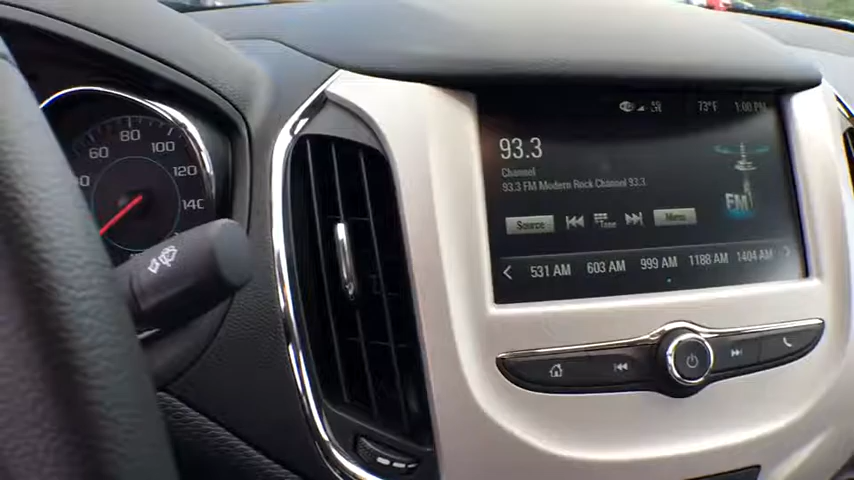 60 80 100 120 140
LTE 73°F 1:00 PM
93.3
Channel
93.3 FM Modern Rock Channel 93.3
Source Tune Menu
FM
531 AM 603 AM 999 AM 1188 AM 1404 AM